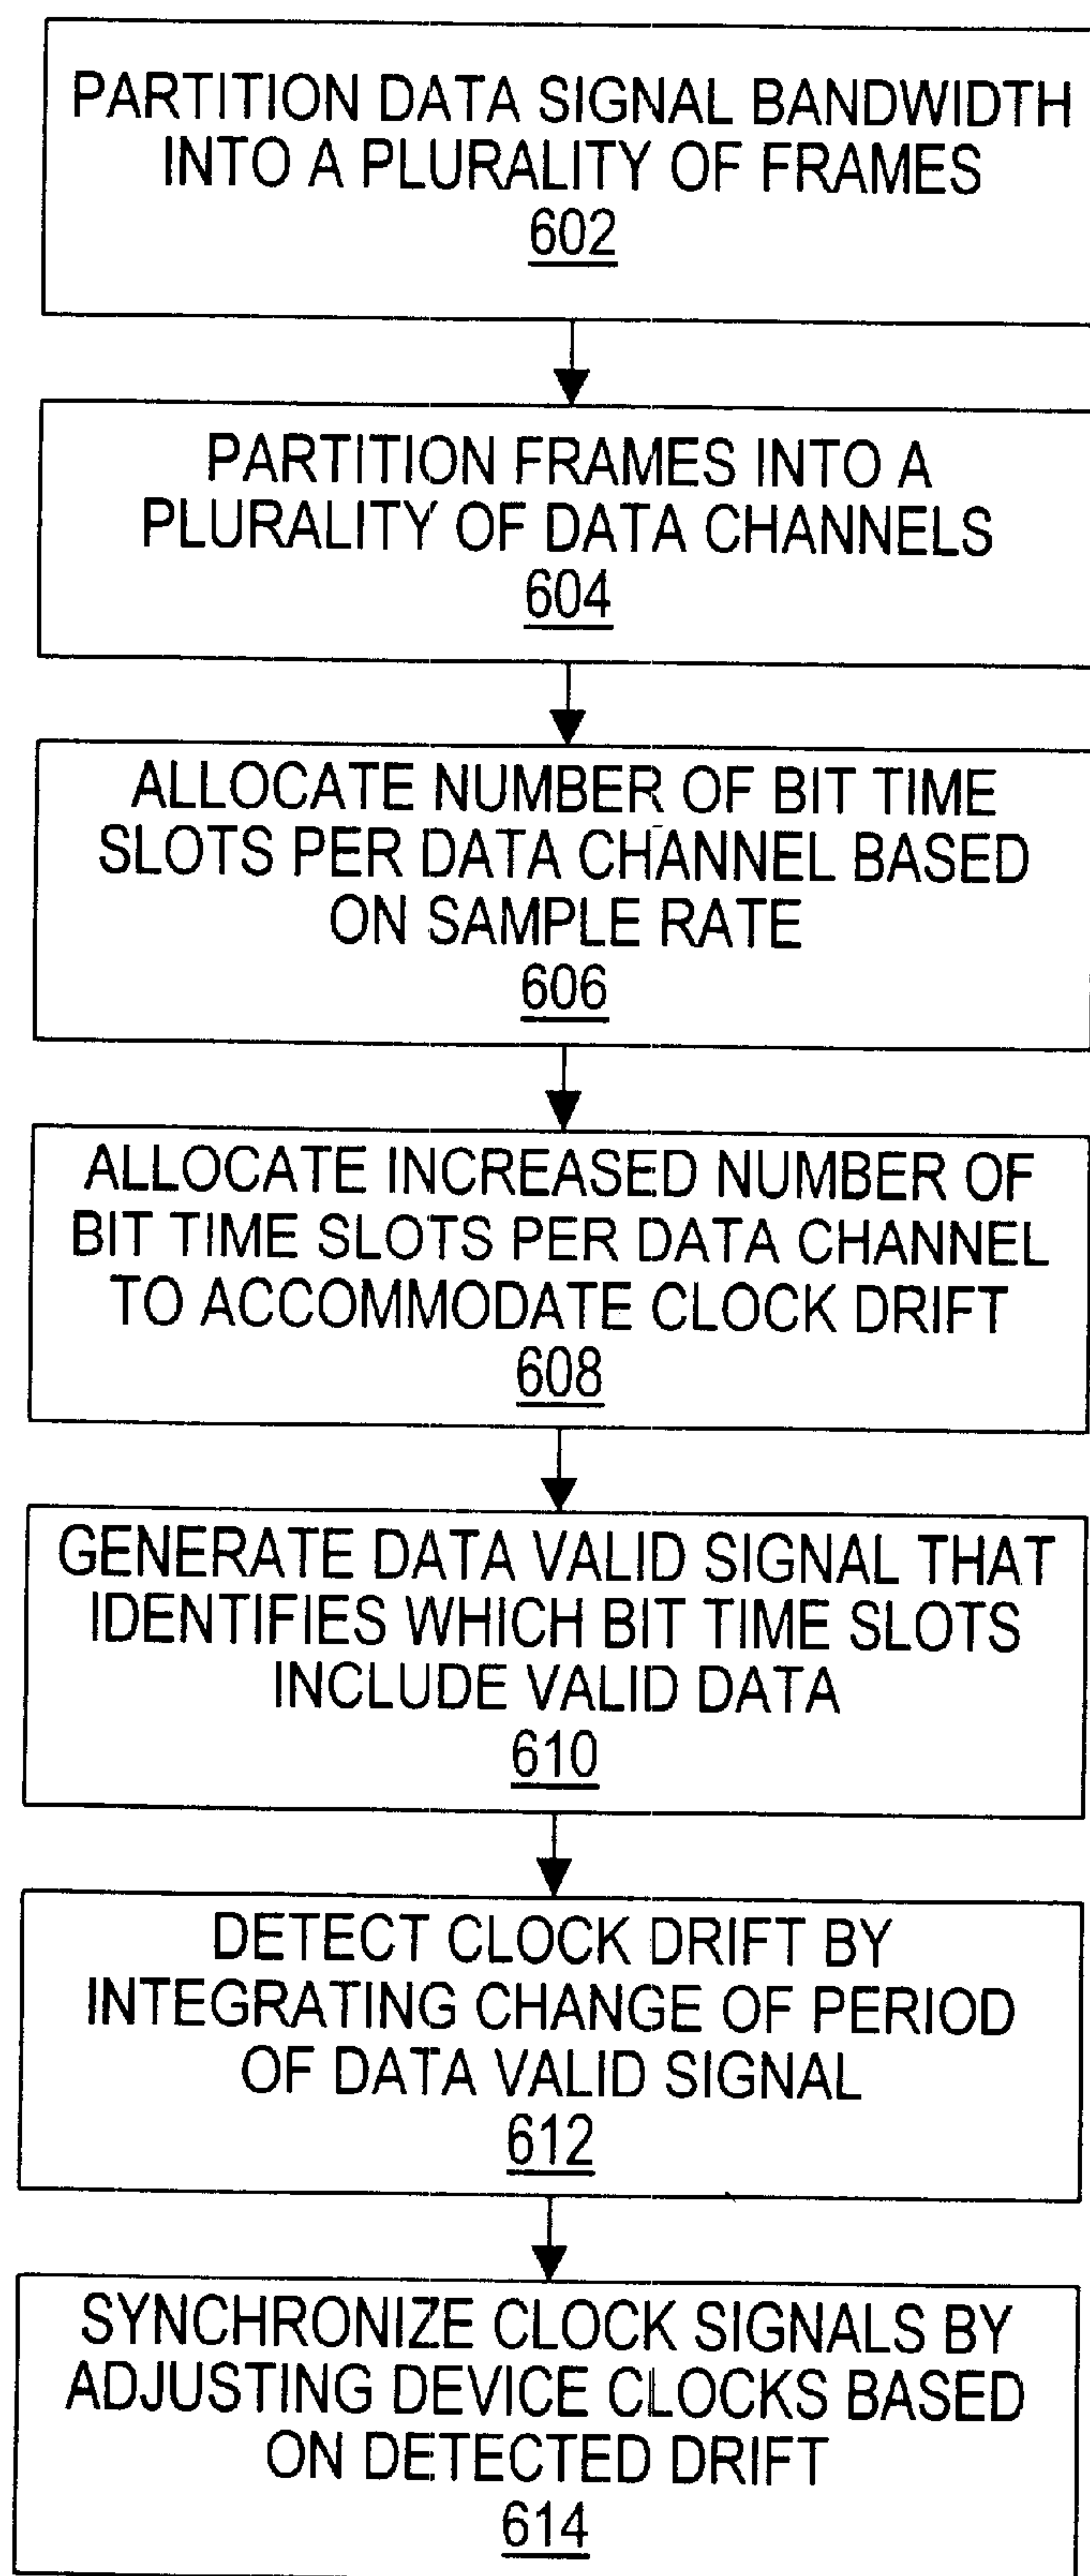 PARTITION DATA SIGNAL BANDWIDTH
INTO A PLURALITY OF FRAMES
602
PARTITION FRAMES INTO A
PLURALITY OF DATA CHANNELS
604
ALLOCATE NUMBER OF BIT TIME
SLOTS PER DATA CHANNEL BASED
ON SAMPLE RATE
606
ALLOCATE INCREASED NUMBER OF
BIT TIME SLOTS PER DATA CHANNEL
TO ACCOMMODATE CLOCK DRIFT
608
GENERATE DATA VALID SIGNAL THAT
IDENTIFIES WHICH BIT TIME SLOTS
INCLUDE VALID DATA
610
DETECT CLOCK DRIFT BY
INTEGRATING CHANGE OF PERIOD
OF DATA VALID SIGNAL
612
SYNCHRONIZE CLOCK SIGNALS BY
ADJUSTING DEVICE CLOCKS BASED
ON DETECTED DRIFT
614